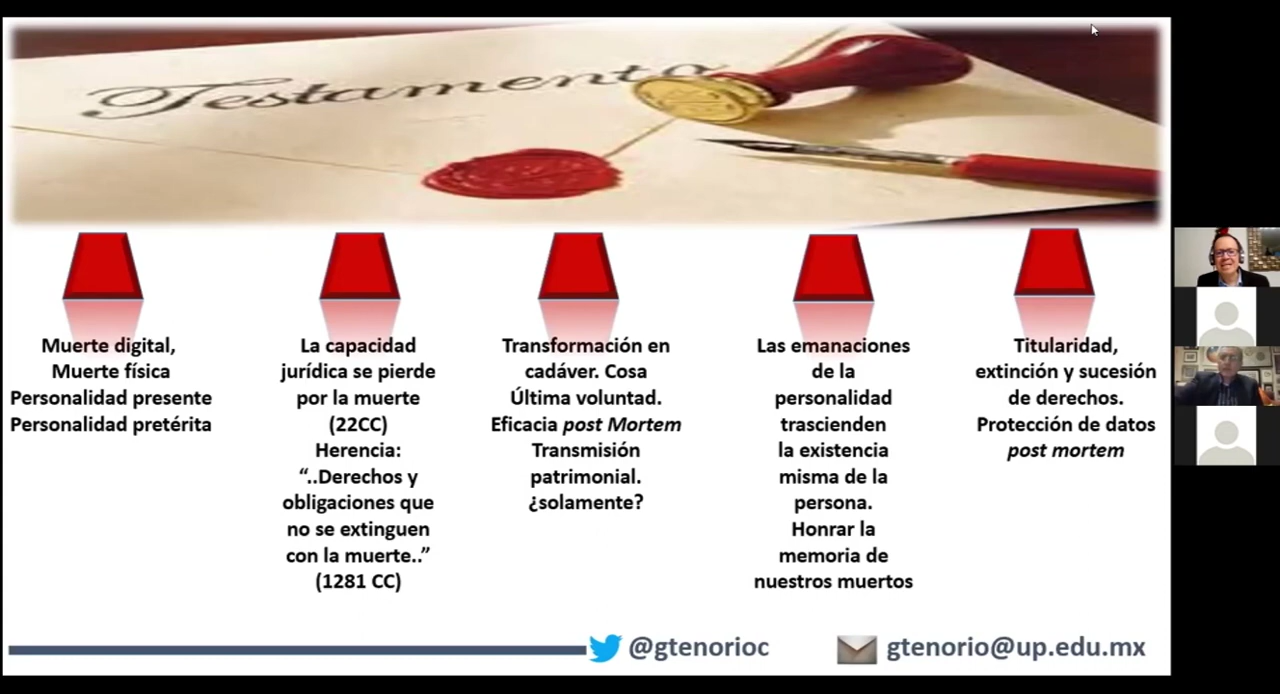 Testamento
Muerte digital,
Muerte física
Personalidad presente
Personalidad pretérita
La capacidad
jurídica se pierde
por la muerte
(22CC)
Herencia:
“..Derechos y
obligaciones que
no se extinguen
con la muerte..”
(1281 CC)
Transformación en
cadáver. Cosa
Última voluntad.
Eficacia post Mortem
Transmisión
patrimonial.
¿solamente?
Las emanaciones
de la
personalidad
trascienden
la existencia
misma de la
persona.
Honrar la
memoria de
nuestros muertos
Titularidad,
extinción y sucesión
de derechos.
Protección de datos
post mortem
@gtenorioc
gtenorio@up.edu.mx